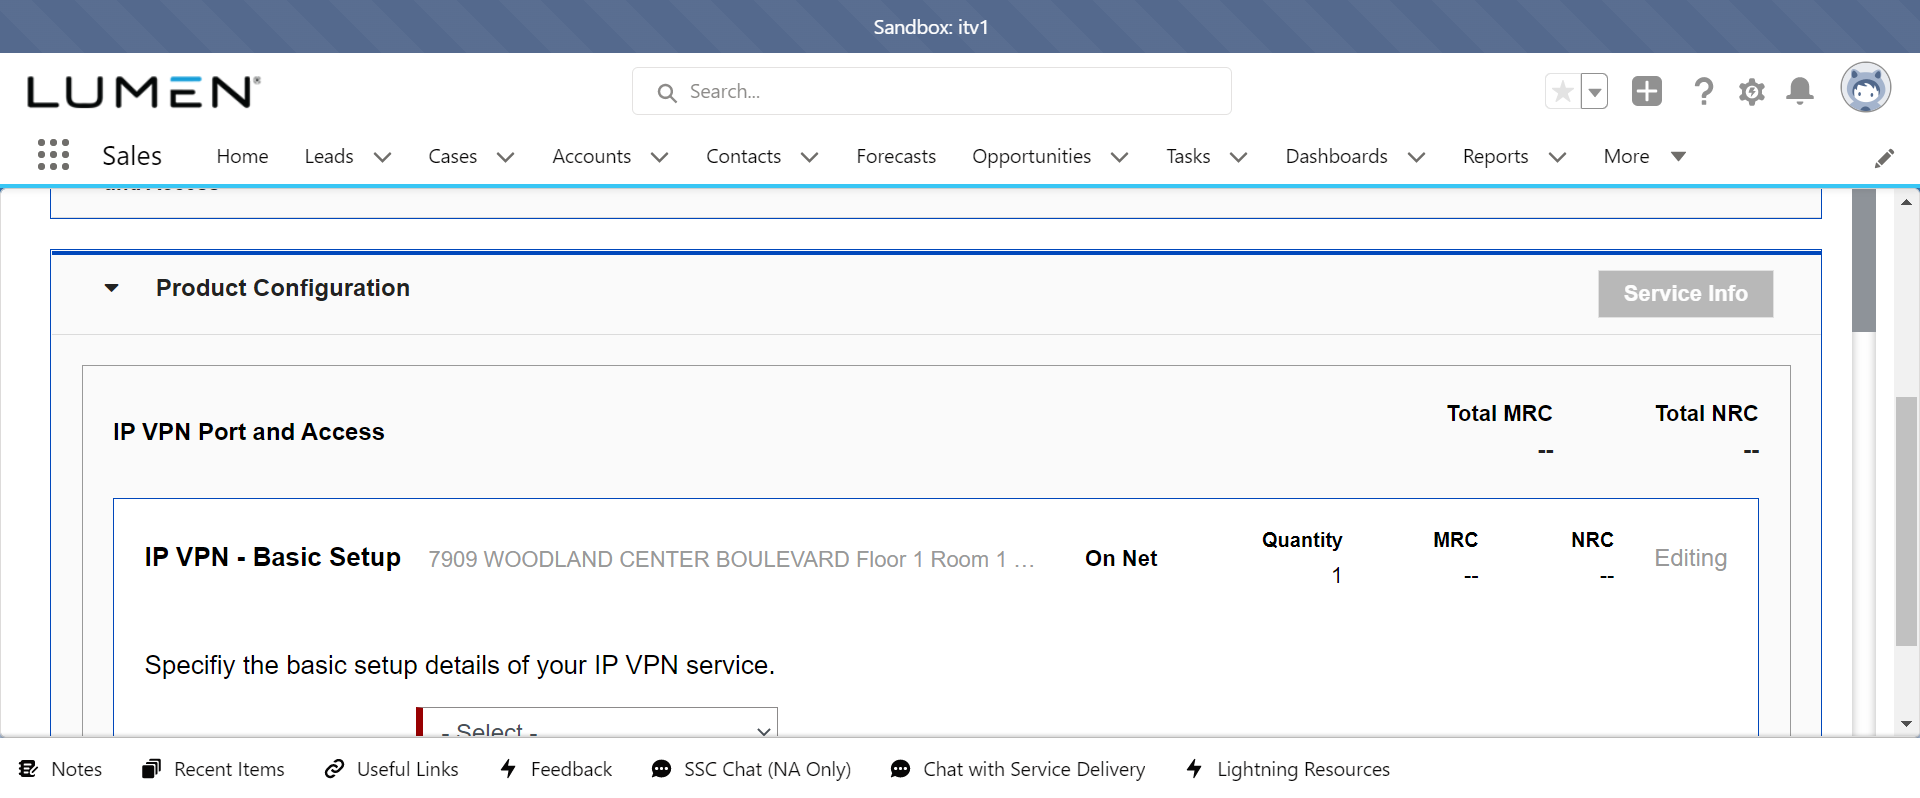 Sandbox: itv1
LUMEN
Search...
Sales Home Leads Cases Accounts Contacts Forecasts Opportunities Tasks Dashboards Reports More
and Access
Product Configuration
Service Info
IP VPN Port and Access
Total MRC
--
Total NRC
--
IP VPN - Basic Setup 7909 WOODLAND CENTER BOULEVARD Floor 1 Room 1 ... On Net
Quantity
1
MRC
--
NRC
--
Editing
Specifiy the basic setup details of your IP VPN service.
- Select -
Notes Recent Items Useful Links Feedback SSC Chat (NA Only) Chat with Service Delivery Lightning Resources